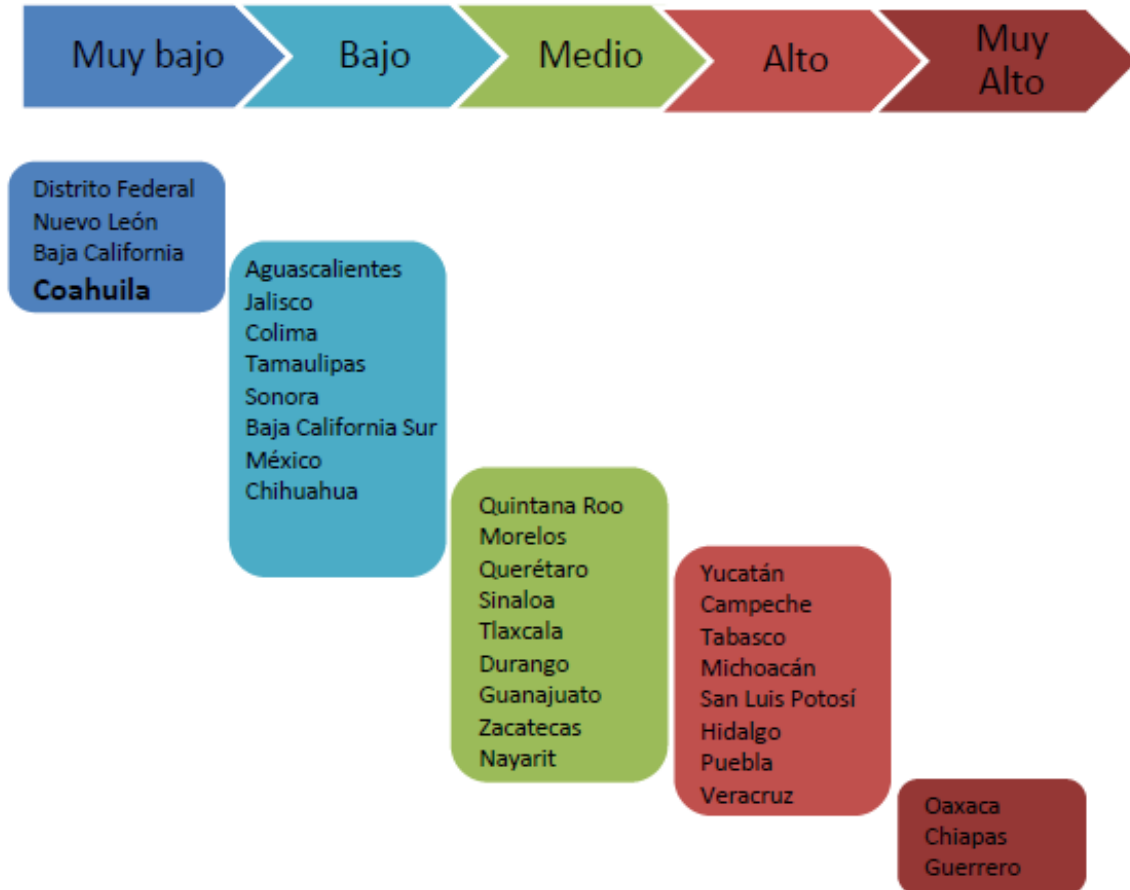 Muy bajo
Bajo
Medio
Alto
Muy
Alto
Distrito Federal
Nuevo León
Baja California
Coahuila
Aguascalientes
Jalisco
Colima
Tamaulipas
Sonora
Baja California Sur
México
Chihuahua
Quintana Roo
Morelos
Querétaro
Sinaloa
Tlaxcala
Durango
Guanajuato
Zacatecas
Nayarit
Yucatán
Campeche
Tabasco
Michoacán
San Luis Potosí
Hidalgo
Puebla
Veracruz
Oaxaca
Chiapas
Guerrero